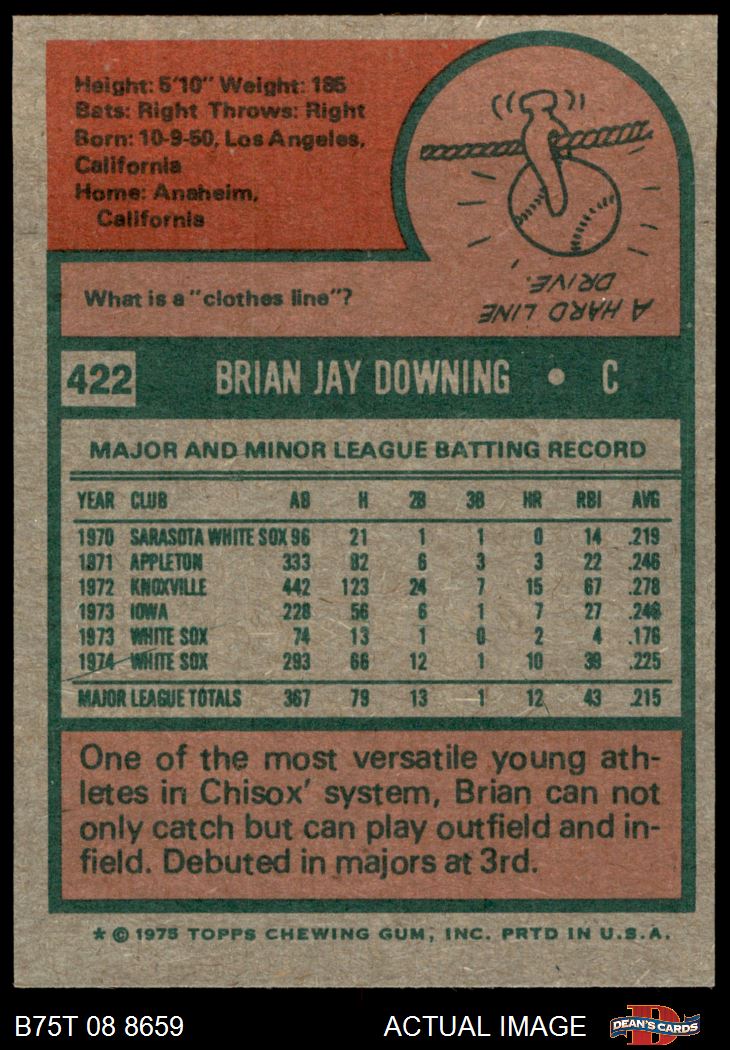 Height: 5'10" Weight: 185
Bats: Right Throws: Right
Born: 10-9-50, Los Angeles,
California
Home: Anaheim,
California
What is a "clothes line"?
A HARD LINE
DRIVE.
422 BRIAN JAY DOWNING • C
MAJOR AND MINOR LEAGUE BATTING RECORD
YEAR CLUB AB H 2B 3B HR RBI AVG
1970 SARASOTA WHITE SOX 96 21 1 1 0 14 .219
1971 APPLETON 333 82 6 3 3 22 .246
1972 KNOXVILLE 442 123 24 7 15 67 .278
1973 IOWA 228 56 6 1 7 27 .246
1973 WHITE SOX 74 13 1 0 2 4 .176
1974 WHITE SOX 293 66 12 1 10 39 .225
MAJOR LEAGUE TOTALS 367 79 13 1 12 43 .215
One of the most versatile young ath-
letes in Chisox' system, Brian can not
only catch but can play outfield and in-
field. Debuted in majors at 3rd.
* © 1975 TOPPS CHEWING GUM, INC. PRTD IN U.S.A.
B75T 08 8659 ACTUAL IMAGE DEAN'S CARDS